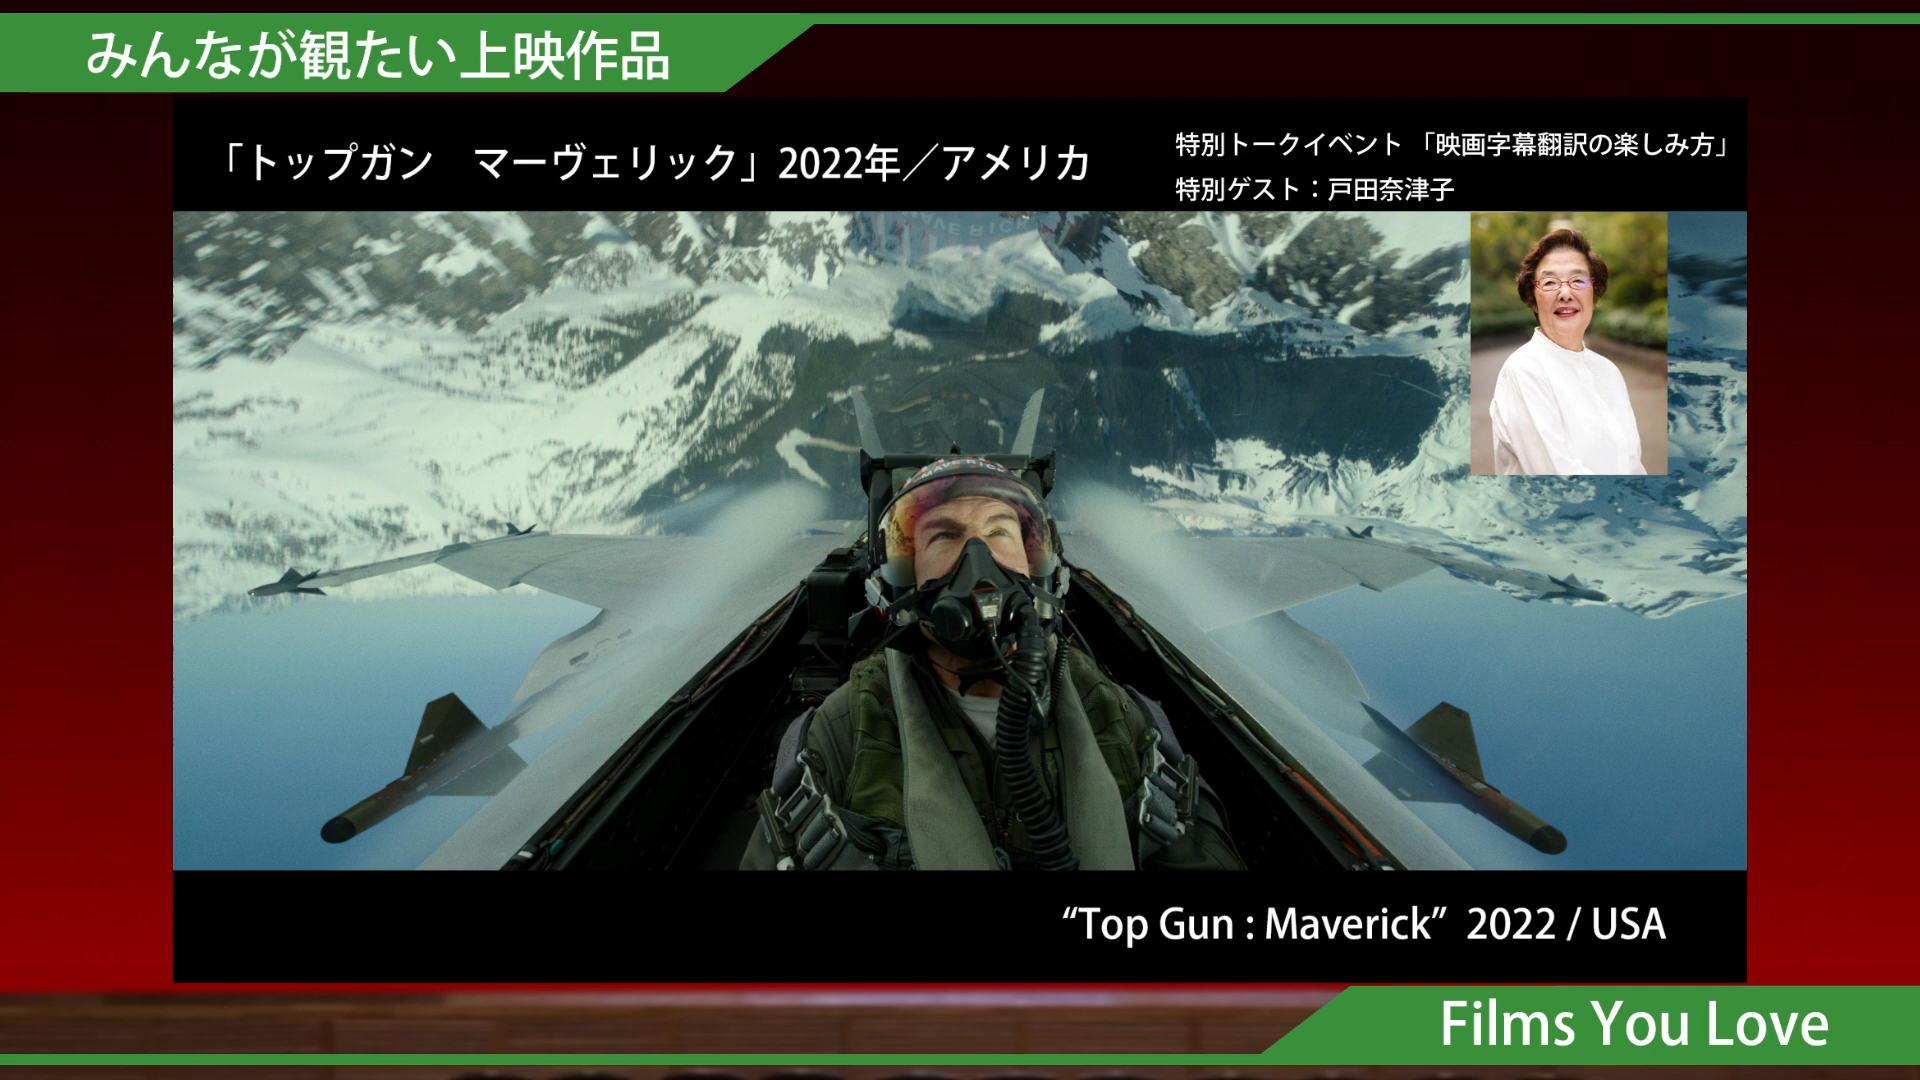 みんなが観たい上映作品
「トップガン　マーヴェリック」2022年／アメリカ
特別トークイベント 「映画字幕翻訳の楽しみ方」
特別ゲスト：戸田奈津子
MAVERICK
“Top Gun : Maverick” 2022 / USA
Films You Love